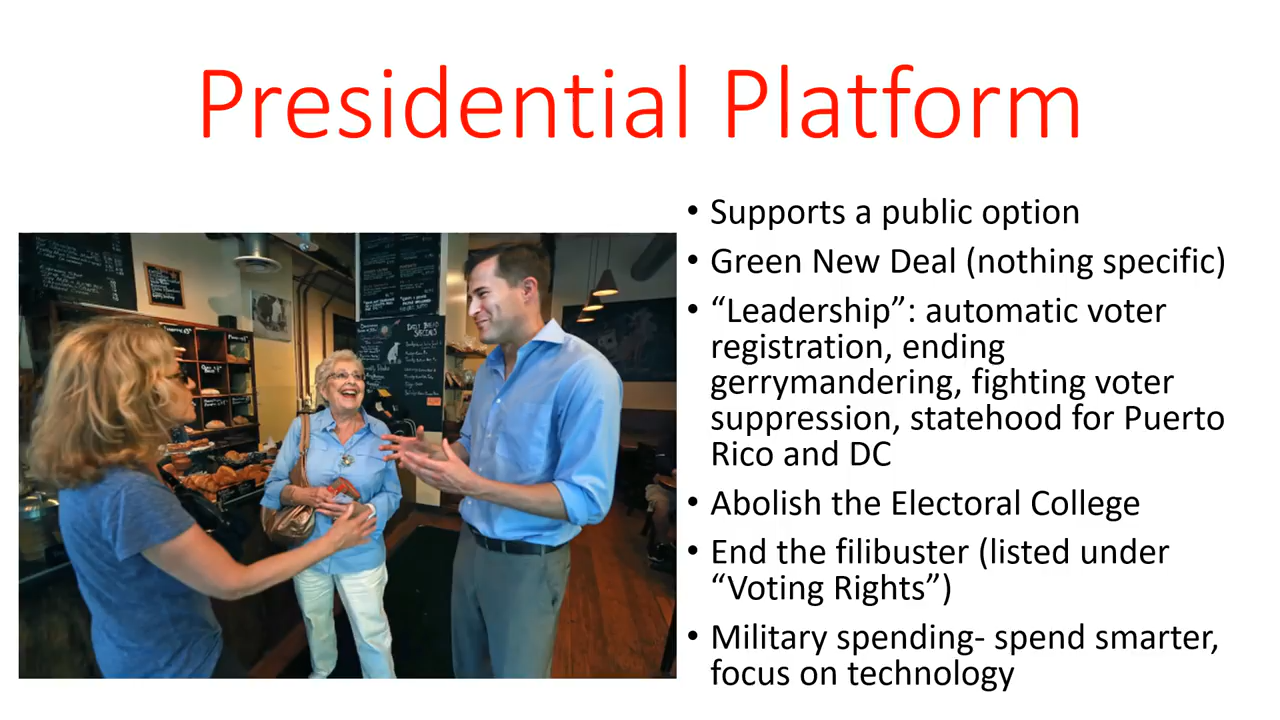 Presidential Platform
• Supports a public option
• Green New Deal (nothing specific)
• “Leadership”: automatic voter
registration, ending
gerrymandering, fighting voter
suppression, statehood for Puerto
Rico and DC
• Abolish the Electoral College
• End the filibuster (listed under
“Voting Rights”)
• Military spending- spend smarter,
focus on technology